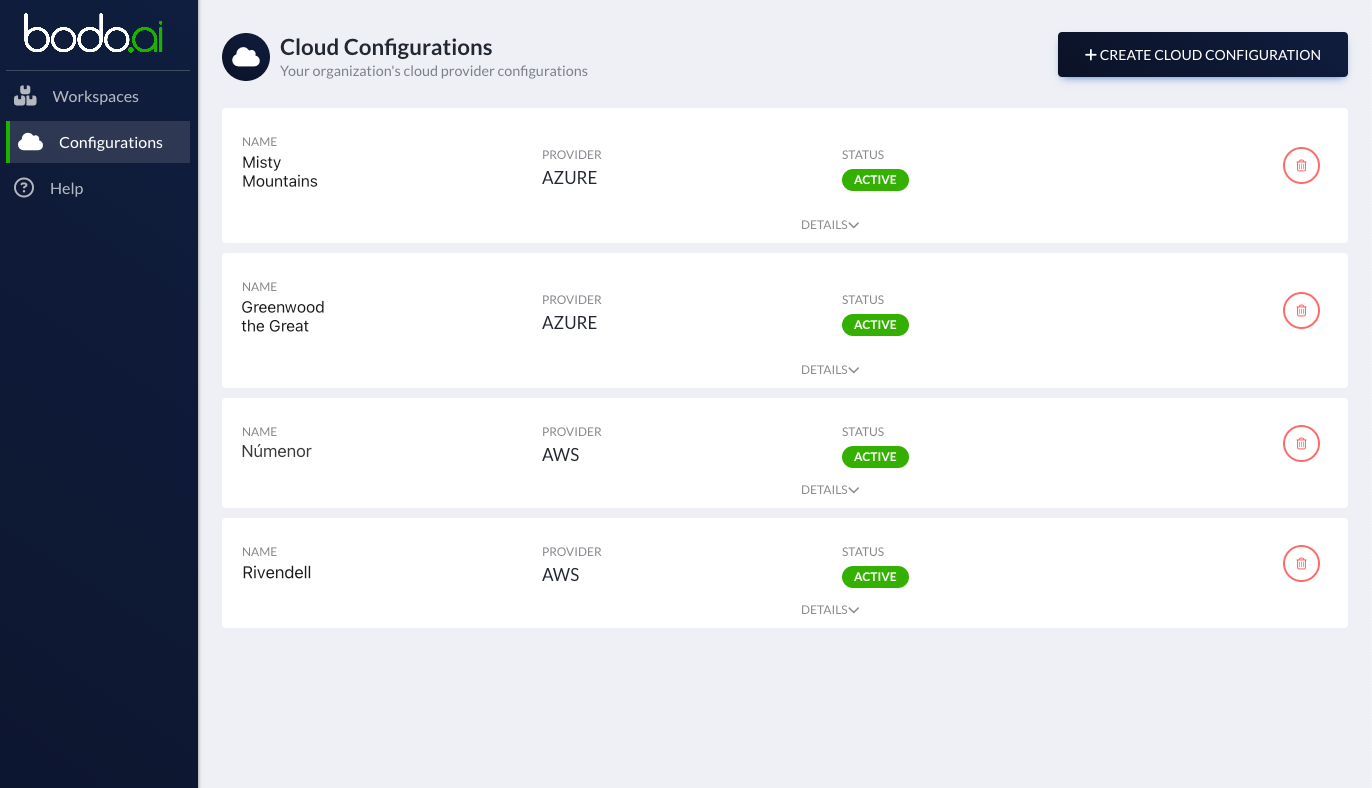 bodo.ai
Workspaces
Configurations
Help
Cloud Configurations
Your organization's cloud provider configurations
+ CREATE CLOUD CONFIGURATION
NAME
Misty
Mountains
PROVIDER
AZURE
STATUS
ACTIVE
DETAILS
NAME
Greenwood
the Great
PROVIDER
AZURE
STATUS
ACTIVE
DETAILS
NAME
Númenor
PROVIDER
AWS
STATUS
ACTIVE
DETAILS
NAME
Rivendell
PROVIDER
AWS
STATUS
ACTIVE
DETAILS